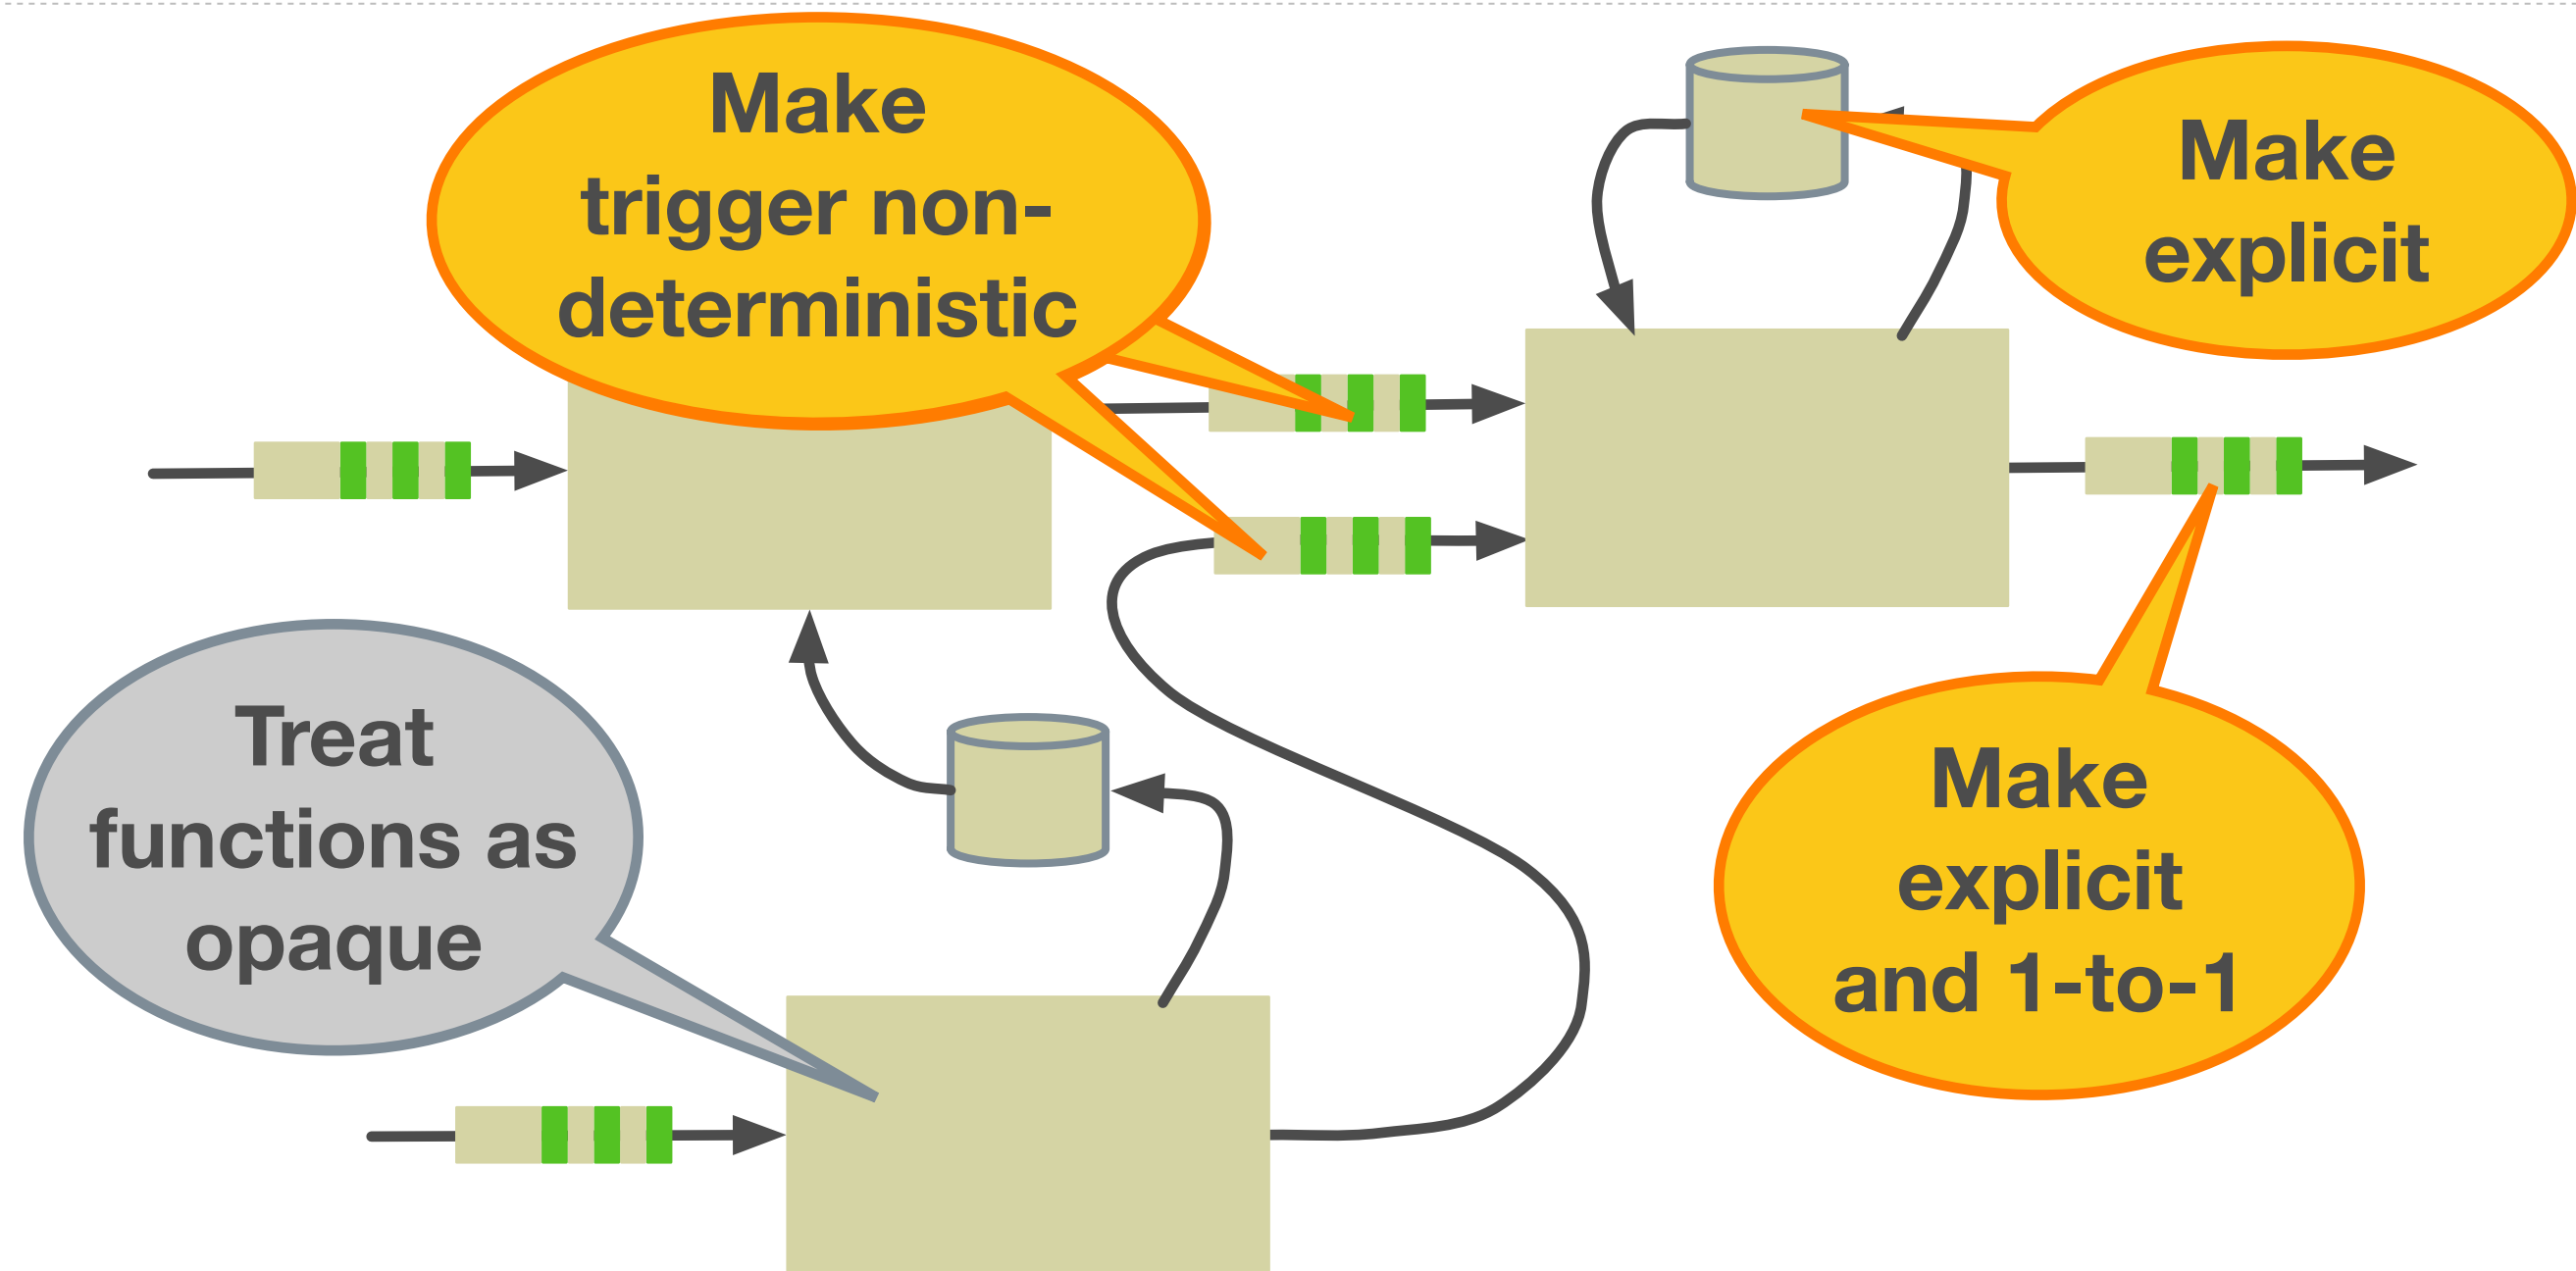 Make
trigger non-
deterministic
Make
explicit
Treat
functions as
opaque
Make
explicit
and 1-to-1